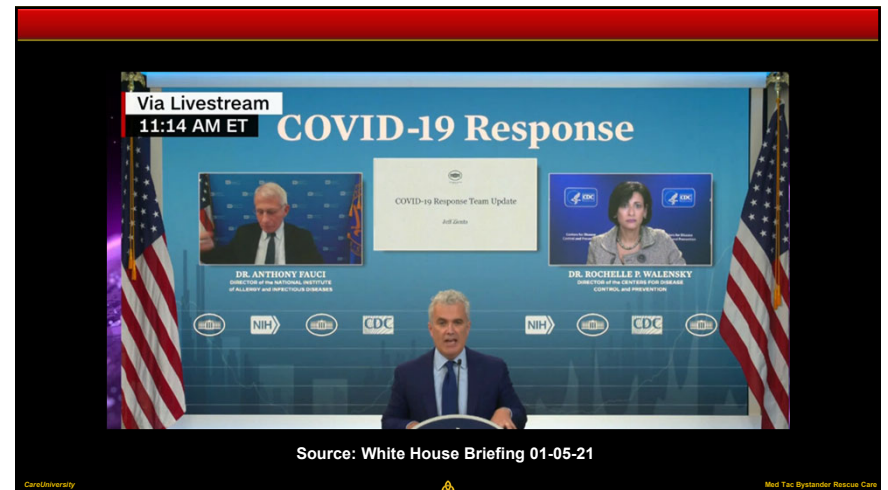 Via Livestream
11:14 AM ET
COVID-19 Response
COVID-19 Response Team Update
Jeff Zients
CDC
CDC
DR. ANTHONY FAUCI
DIRECTOR of the NATIONAL INSTITUTE
of ALLERGY and INFECTIOUS DISEASES
DR. ROCHELLE P. WALENSKY
DIRECTOR of the CENTERS FOR DISEASE
CONTROL and PREVENTION
NIH
CDC
NIH
CDC
Source: White House Briefing 01-05-21
CareUniversity
Med Tac Bystander Rescue Care